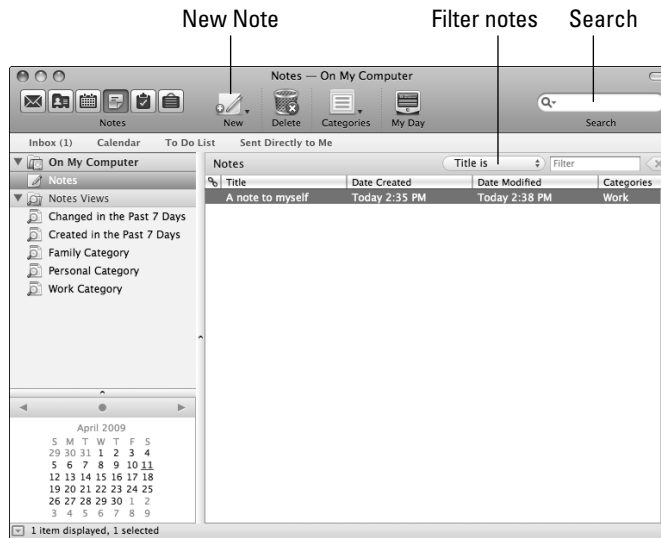 New Note Filter notes Search
Notes — On My Computer
Notes New Delete Categories My Day Search
Inbox (1) Calendar To Do List Sent Directly to Me
On My Computer
Notes
Notes Views
Changed in the Past 7 Days
Created in the Past 7 Days
Family Category
Personal Category
Work Category
Notes Title is Filter
Title Date Created Date Modified Categories
A note to myself Today 2:35 PM Today 2:38 PM Work
April 2009
S M T W T F S
29 30 31 1 2 3 4
5 6 7 8 9 10 11
12 13 14 15 16 17 18
19 20 21 22 23 24 25
26 27 28 29 30 1 2
3 4 5 6 7 8 9
1 item displayed, 1 selected